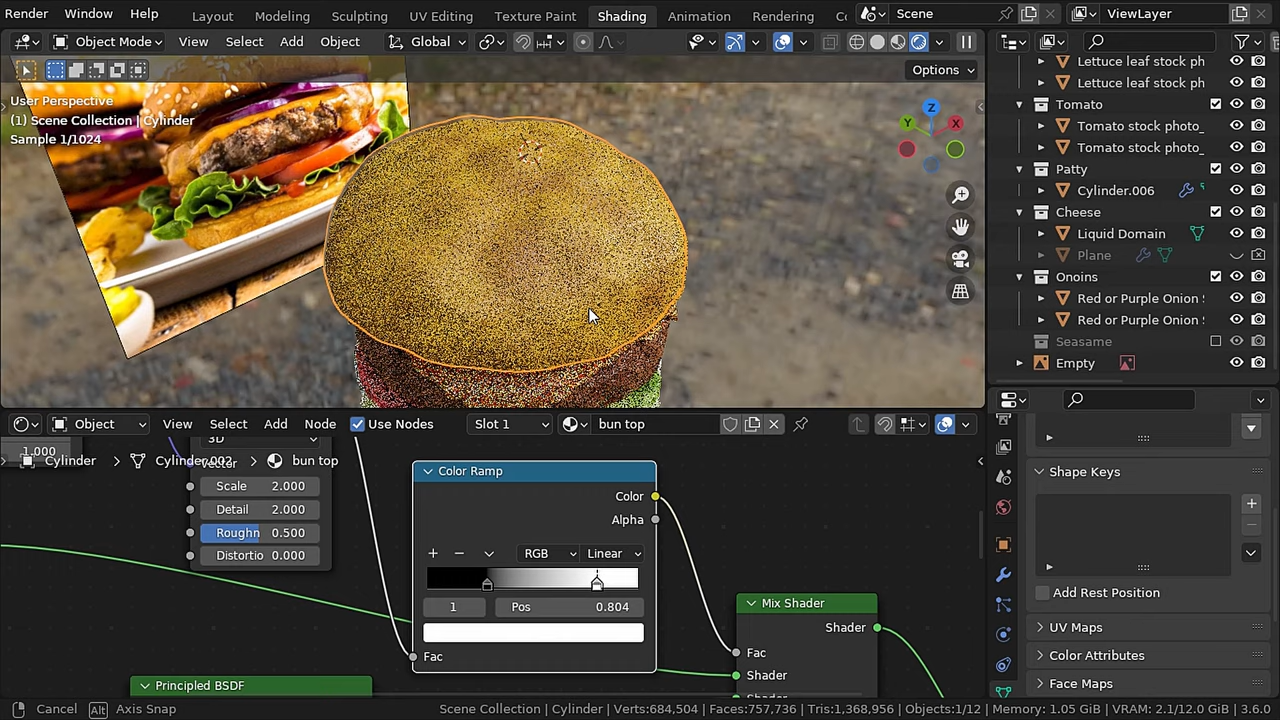 Render Window Help Layout Modeling Sculpting UV Editing Texture Paint Shading Animation Rendering Scene ViewLayer
Object Mode View Select Add Object Global
Options
User Perspective
(1) Scene Collection | Cylinder
Sample 1/1024
Z
Y X
Lettuce leaf stock ph
Lettuce leaf stock ph
Tomato
Tomato stock photo_
Tomato stock photo_
Patty
Cylinder.006
Cheese
Liquid Domain
Plane
Onoins
Red or Purple Onion
Red or Purple Onion
Seasame
Empty
Object View Select Add Node Use Nodes Slot 1 bun top
1.000
3D
Cylinder > Cylinder.002 > bun top
Vector
Scale 2.000
Detail 2.000
Roughn 0.500
Distortio 0.000
Color Ramp
Color
Alpha
+ − RGB Linear
1 Pos 0.804
Fac
Mix Shader
Shader
Fac
Shader
Shader
Principled BSDF
Shape Keys
Add Rest Position
UV Maps
Color Attributes
Face Maps
Cancel Alt Axis Snap Scene Collection | Cylinder | Verts:684,504 | Faces:757,736 | Tris:1,368,956 | Objects:1/12 | Memory: 1.05 GiB | VRAM: 2.1/12.0 GiB | 3.6.0